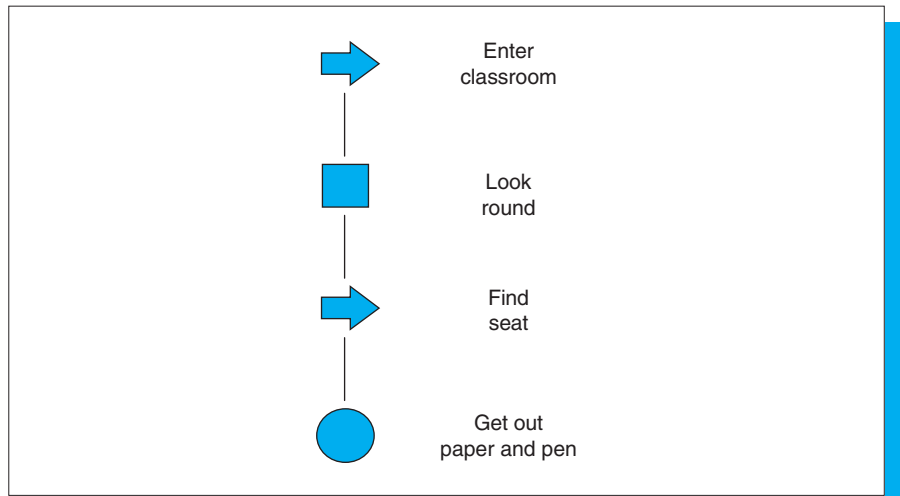 Enter
classroom
Look
round
Find
seat
Get out
paper and pen